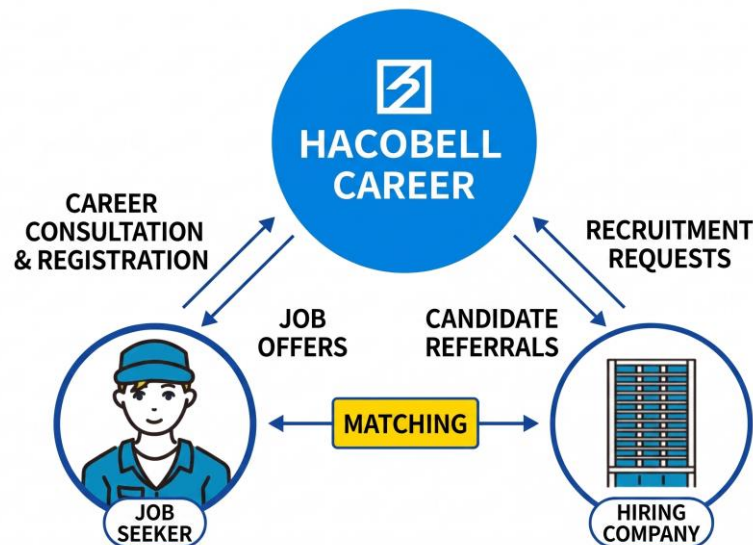 HACOBELL
CAREER
CAREER
CONSULTATION
& REGISTRATION
RECRUITMENT
REQUESTS
JOB
OFFERS
CANDIDATE
REFERRALS
MATCHING
JOB
SEEKER
HIRING
COMPANY